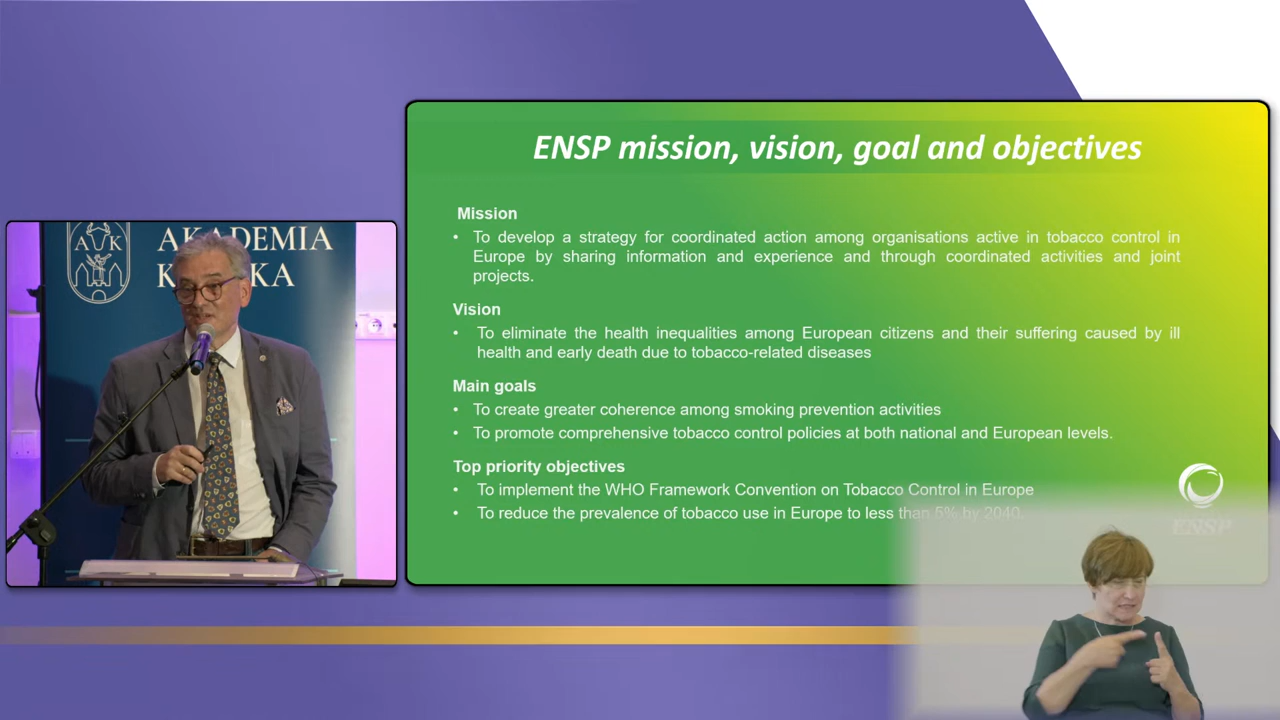 AKADEMIA
A K
ENSP mission, vision, goal and objectives
Mission
• To develop a strategy for coordinated action among organisations active in tobacco control in
Europe by sharing information and experience and through coordinated activities and joint
projects.
Vision
• To eliminate the health inequalities among European citizens and their suffering caused by ill
health and early death due to tobacco-related diseases
Main goals
• To create greater coherence among smoking prevention activities
• To promote comprehensive tobacco control policies at both national and European levels.
Top priority objectives
• To implement the WHO Framework Convention on Tobacco Control in Europe
• To reduce the prevalence of tobacco use in Europe to less than 5% by 2040.
ENSP